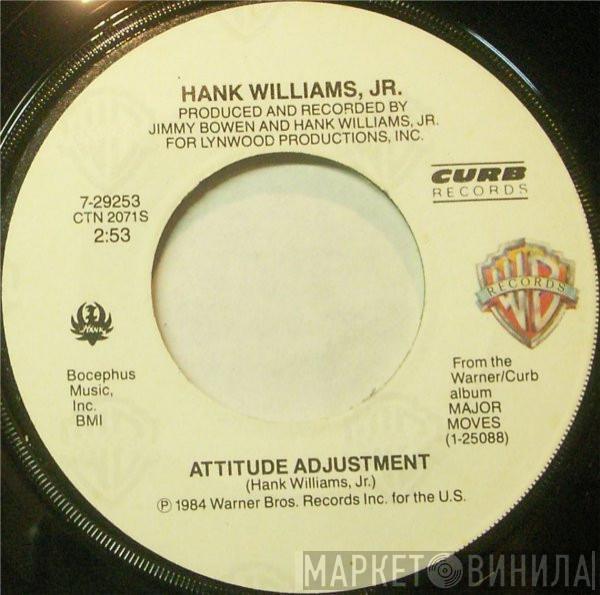 HANK WILLIAMS, JR.
PRODUCED AND RECORDED BY
JIMMY BOWEN AND HANK WILLIAMS, JR.
FOR LYNWOOD PRODUCTIONS, INC.
CURB
RECORDS
7-29253
CTN 2071S
2:53
RECORDS
WB
HANK
Bocephus
Music,
Inc.
BMI
From the
Warner/Curb
album
MAJOR
MOVES
(1-25088)
ATTITUDE ADJUSTMENT
(Hank Williams, Jr.)
Ⓟ 1984 Warner Bros. Records Inc. for the U.S.
МАРКЕТ ВИНИЛА